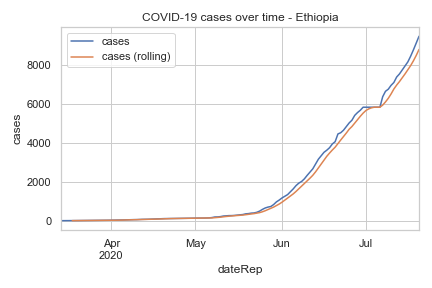 COVID-19 cases over time - Ethiopia
cases
cases (rolling)
cases
8000
6000
4000
2000
0
Apr
2020
May
Jun
Jul
dateRep